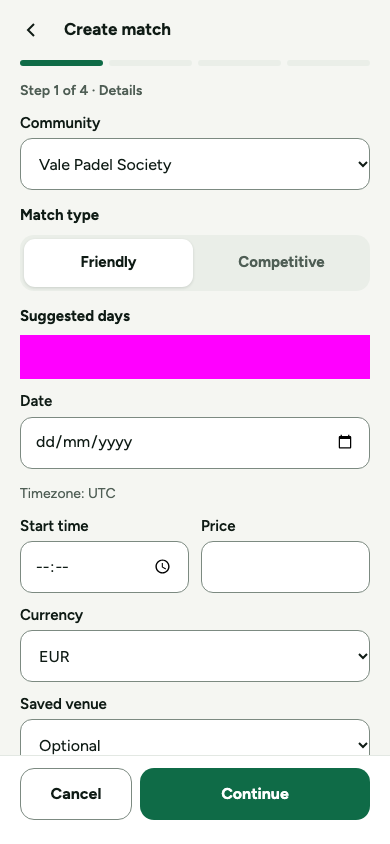 Create match
Step 1 of 4 · Details
Community
Vale Padel Society
Match type
Friendly Competitive
Suggested days
Date
dd/mm/yyyy
Timezone: UTC
Start time Price
--:--
Currency
EUR
Saved venue
Optional
Cancel Continue